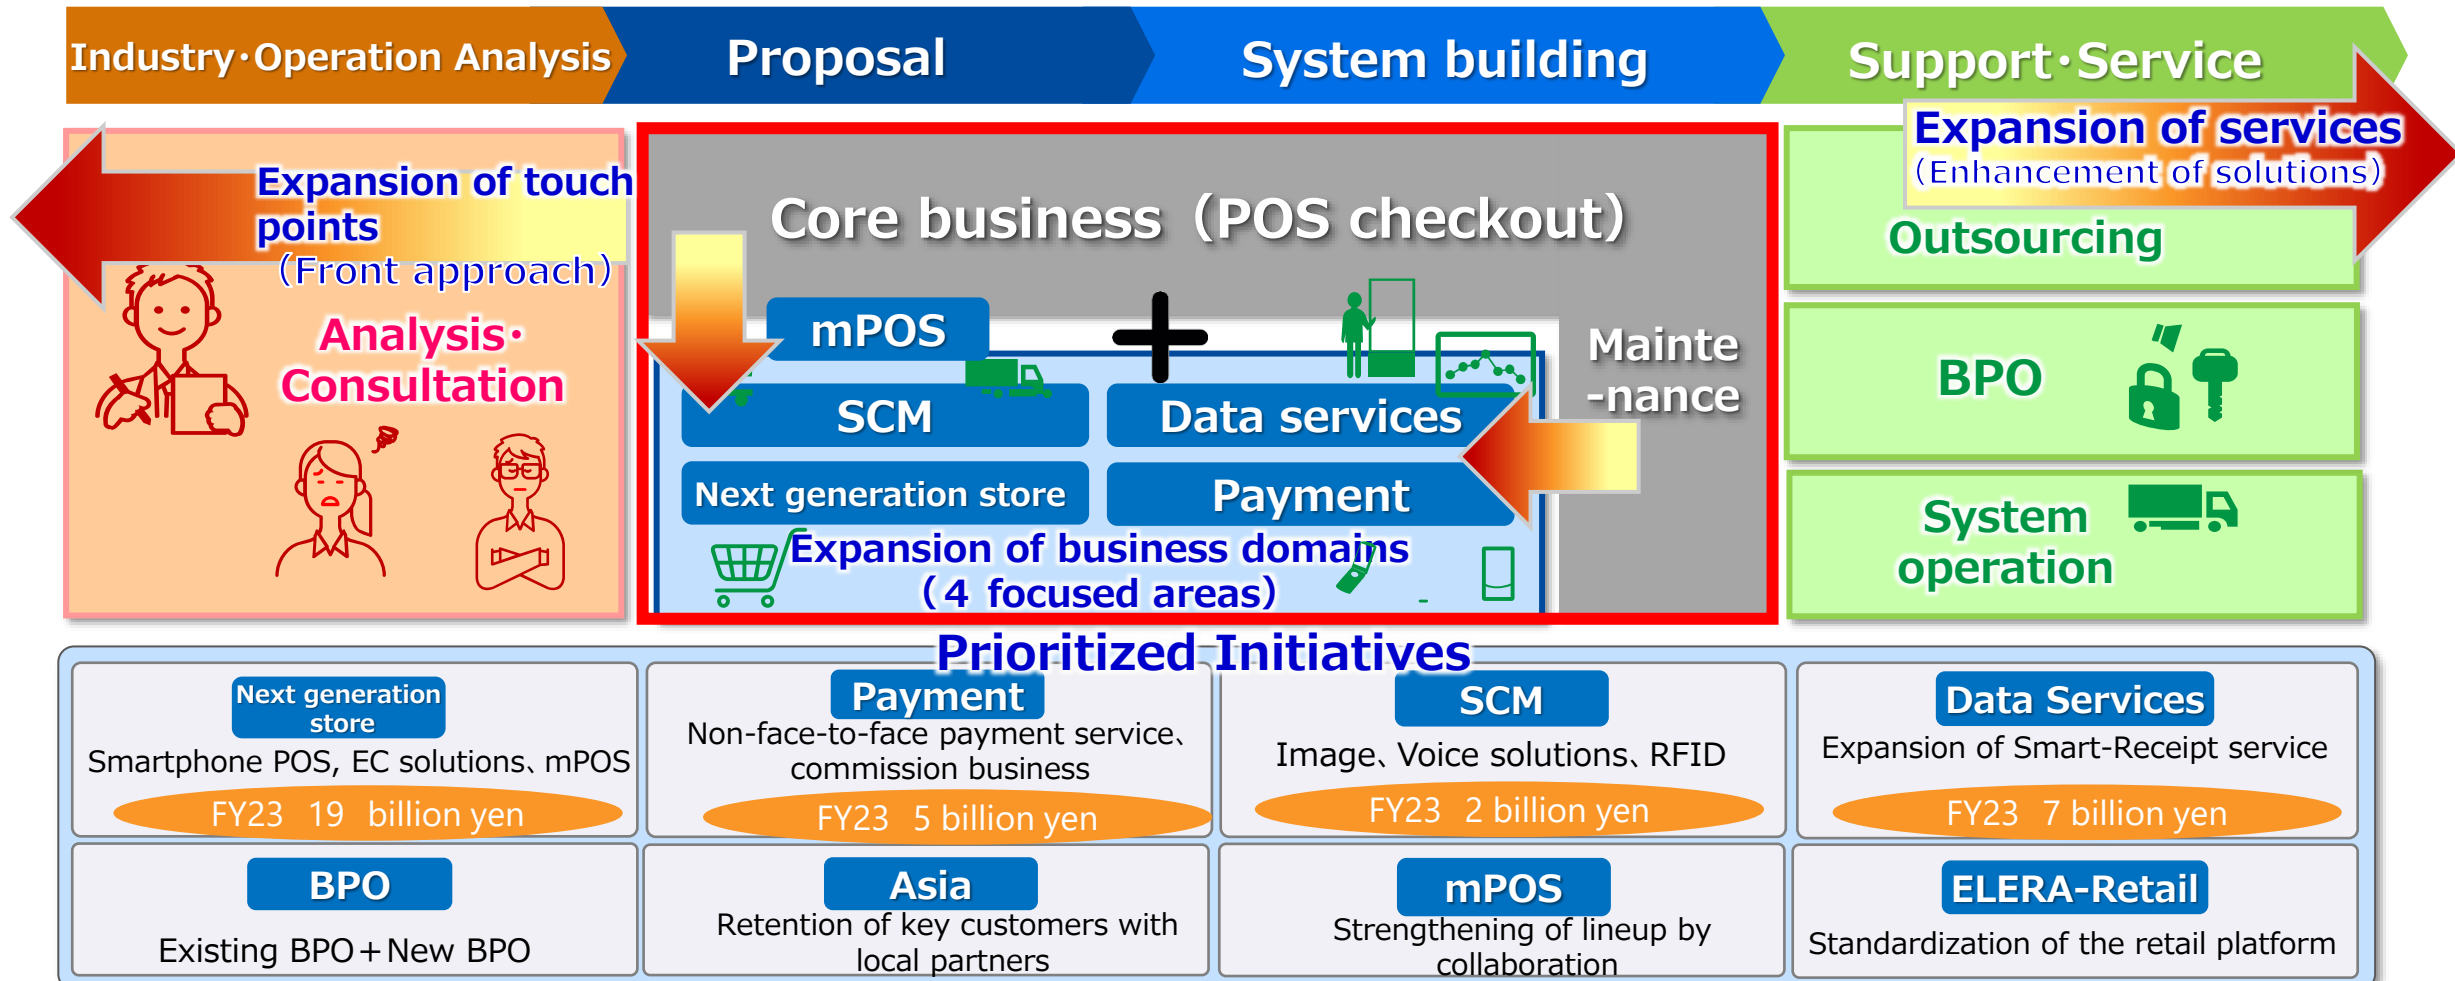 Industry・Operation Analysis
Proposal
System building
Support・Service
Expansion of touch
points
（Front approach）
Analysis・
Consultation
Core business（POS checkout）
mPOS
SCM
Data services
Next generation store
Payment
Expansion of business domains
（4 focused areas）
Mainte
-nance
Expansion of services
（Enhancement of solutions）
Outsourcing
BPO
System
operation
Prioritized Initiatives
Next generation
store
Smartphone POS, EC solutions、mPOS
FY23 19 billion yen
Payment
Non-face-to-face payment service、
commission business
FY23 5 billion yen
SCM
Image、Voice solutions、RFID
FY23 2 billion yen
Data Services
Expansion of Smart-Receipt service
FY23 7 billion yen
BPO
Existing BPO＋New BPO
Asia
Retention of key customers with
local partners
mPOS
Strengthening of lineup by
collaboration
ELERA-Retail
Standardization of the retail platform